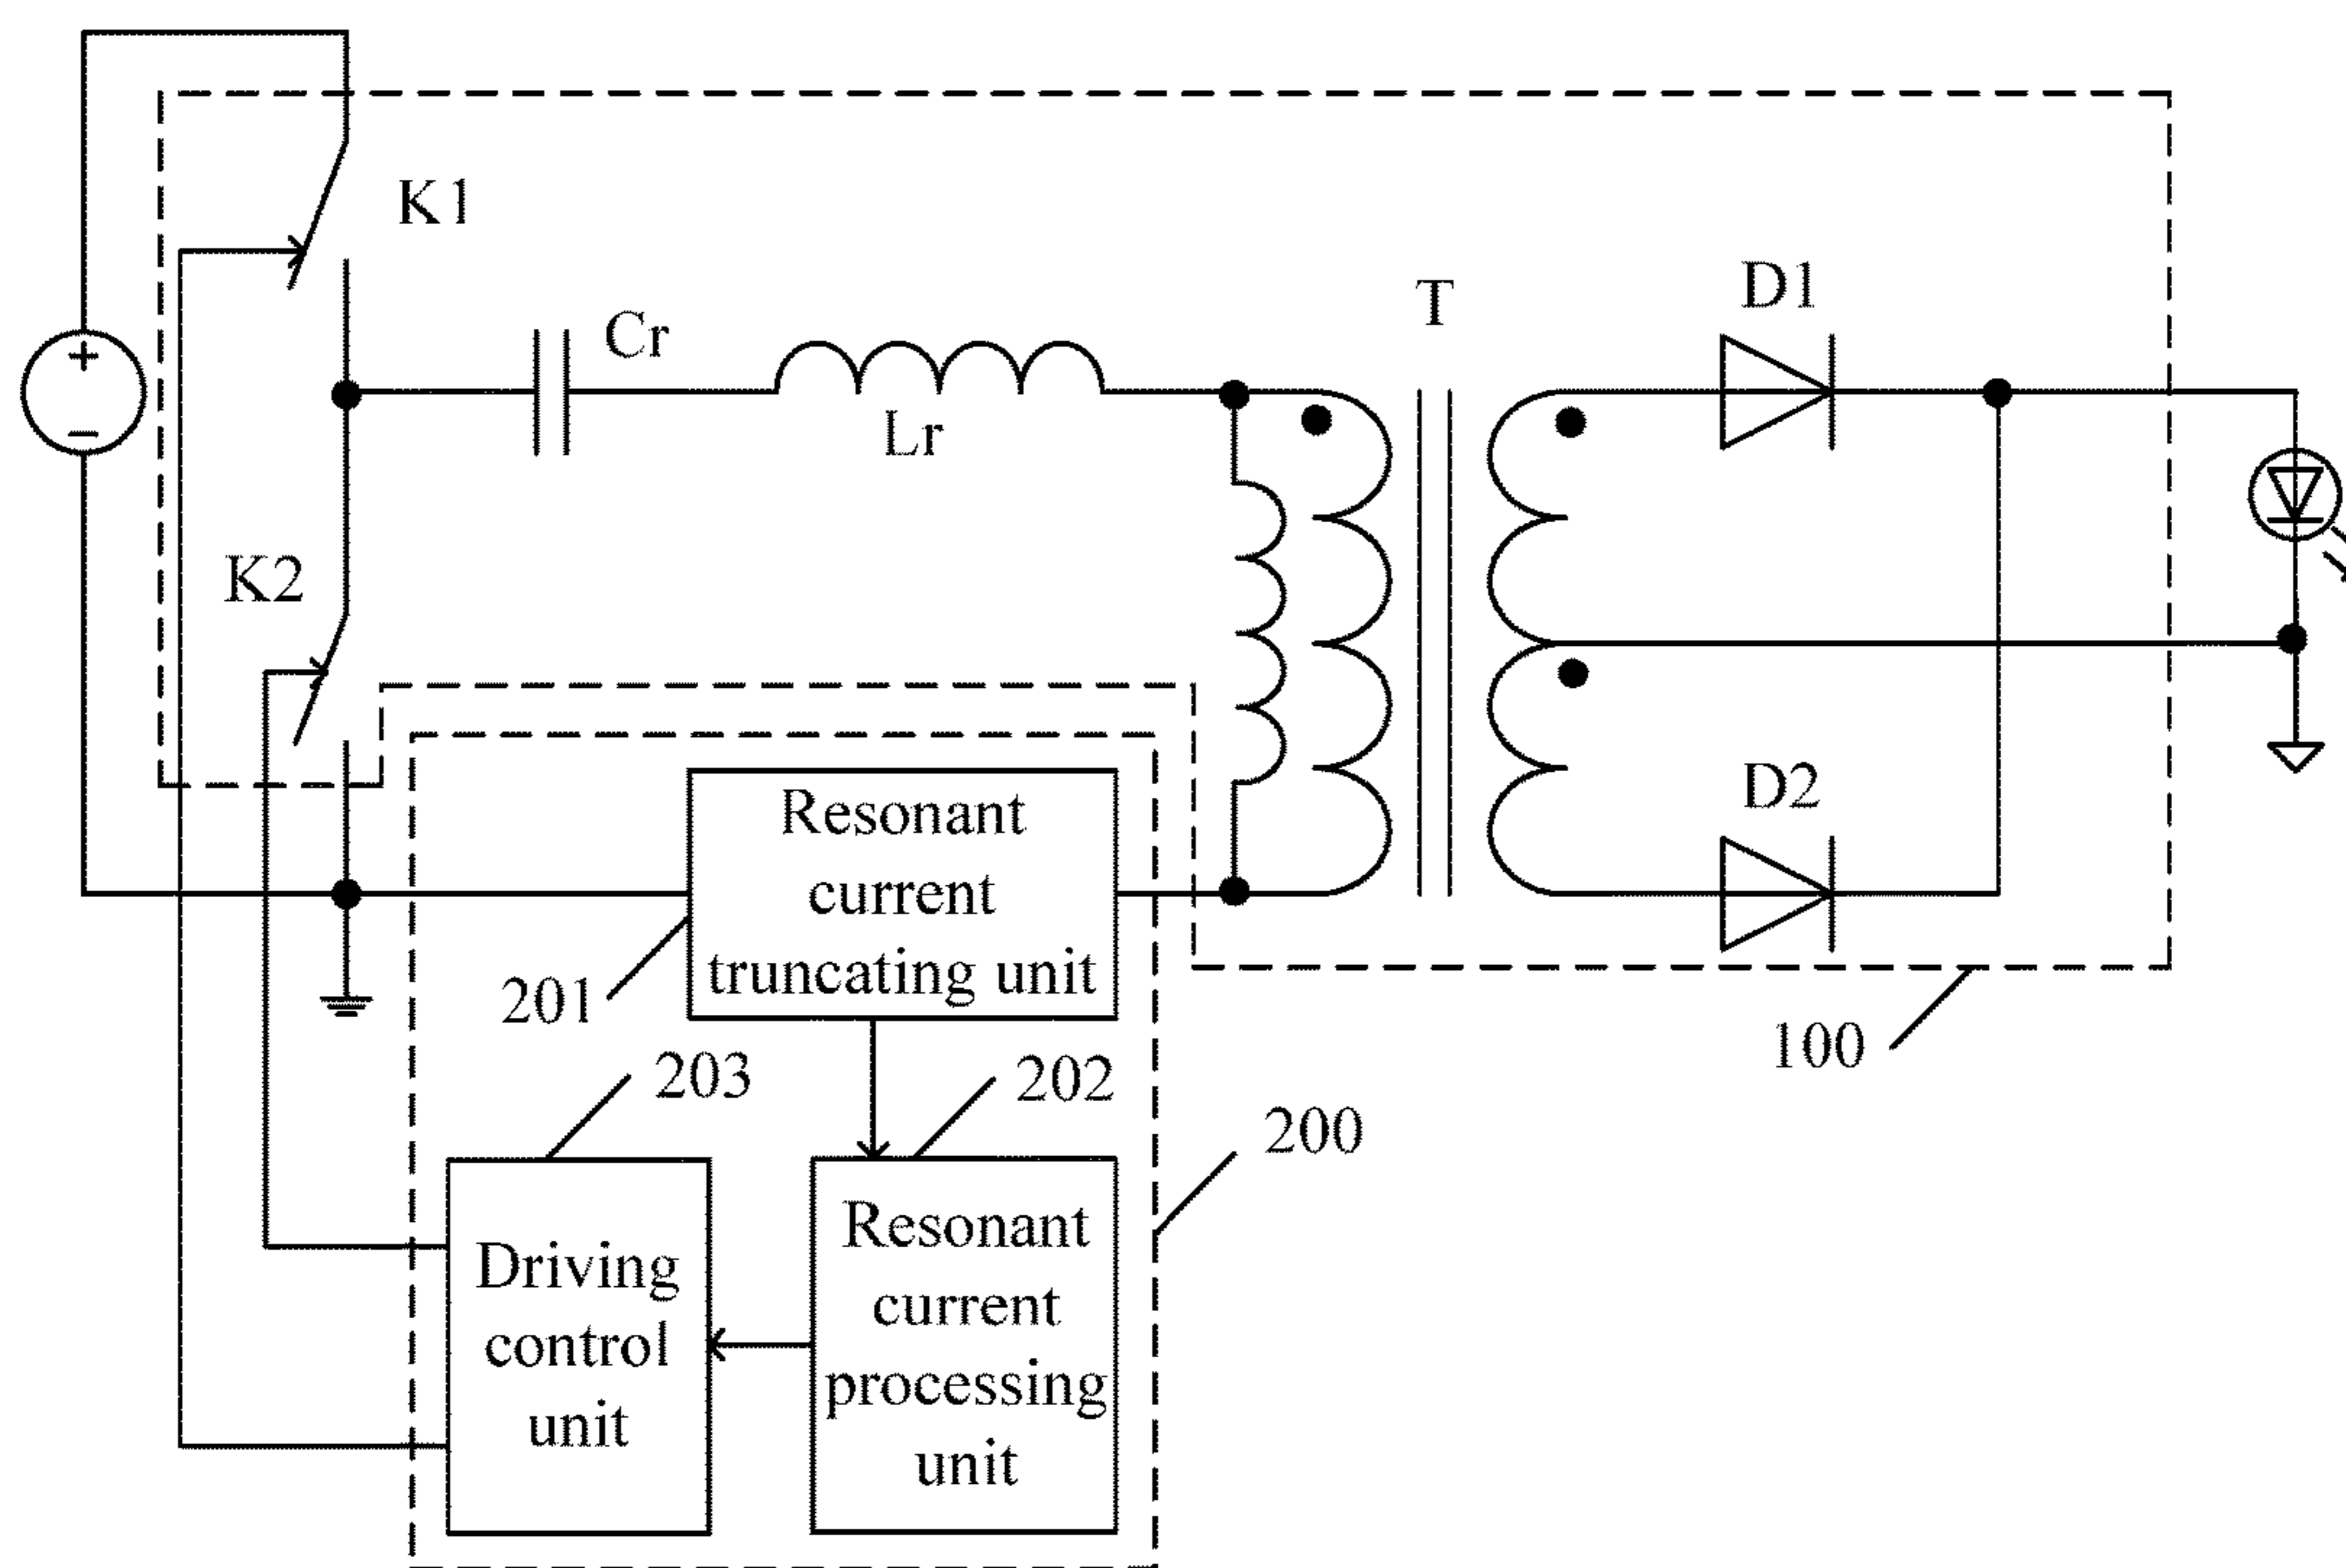 K1
T
D1
Cr
+
Lr
−
K2
D2
Resonant
current
truncating unit
201
100
203
202
200
Resonant
current
processing
unit
Driving
control
unit